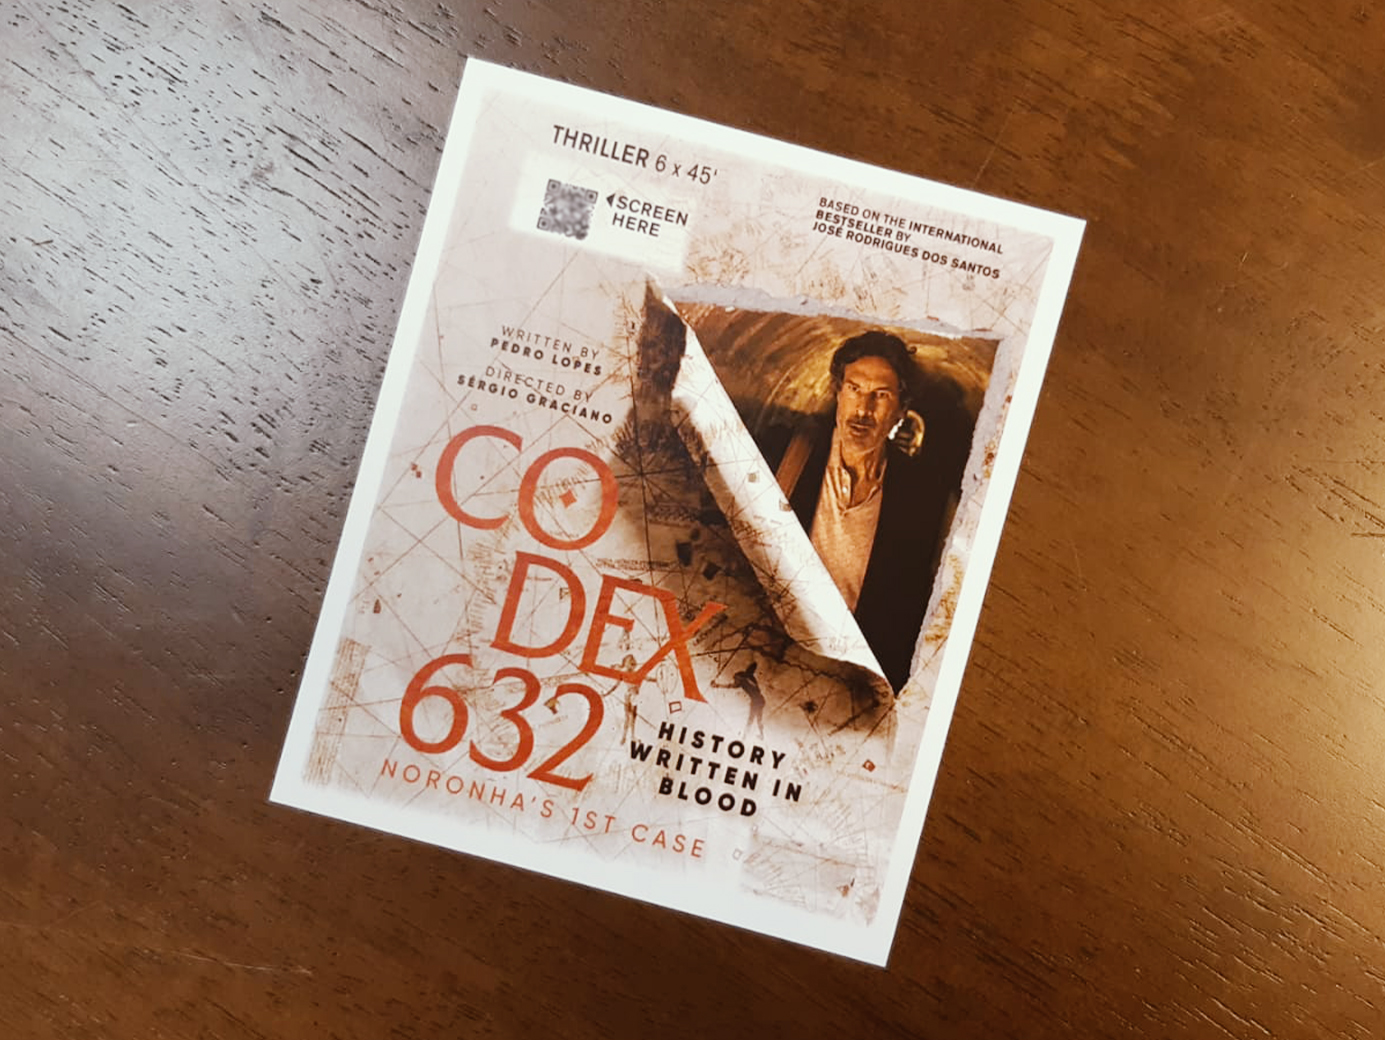 THRILLER 6 x 45'
SCREEN
HERE
BASED ON THE INTERNATIONAL
BESTSELLER BY
JOSÉ RODRIGUES DOS SANTOS
WRITTEN BY
PEDRO LOPES
DIRECTED BY
SÉRGIO GRACIANO
CO
DEX
632
NORONHA'S 1ST CASE
HISTORY
WRITTEN IN
BLOOD